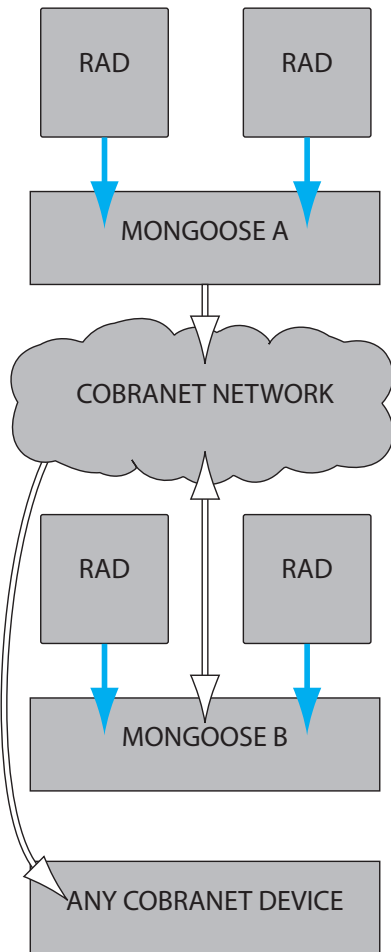 RAD
RAD
MONGOOSE A
COBRANET NETWORK
RAD
RAD
MONGOOSE B
ANY COBRANET DEVICE